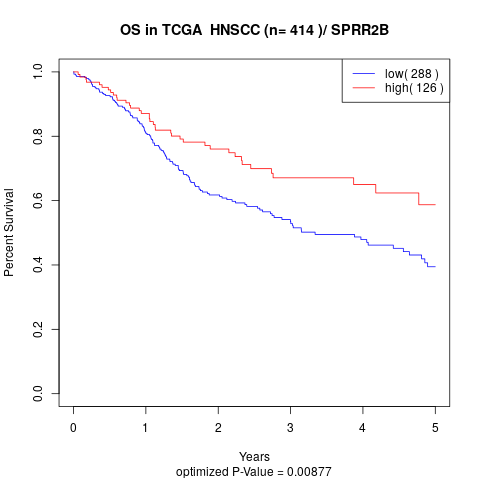 OS in TCGA  HNSCC (n= 414 )/ SPRR2B
low( 288 )
high( 126 )
Percent Survival
1.0
0.8
0.6
0.4
0.2
0.0
0 1 2 3 4 5
Years
optimized P-Value = 0.00877